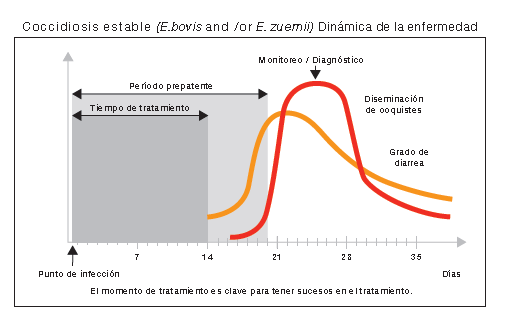 Coccidiosis estable (E.bovis and /or E. zuernii) Dinámica de la enfermedad
Monitoreo / Diagnóstico
Período prepatente
Diseminación
de ooquistes
Tiempo de tratamiento
Grado de
diarrea
7
14
21
28
35
Punto de infección
Días
El momento de tratamiento es clave para tener sucesos en el tratamiento.